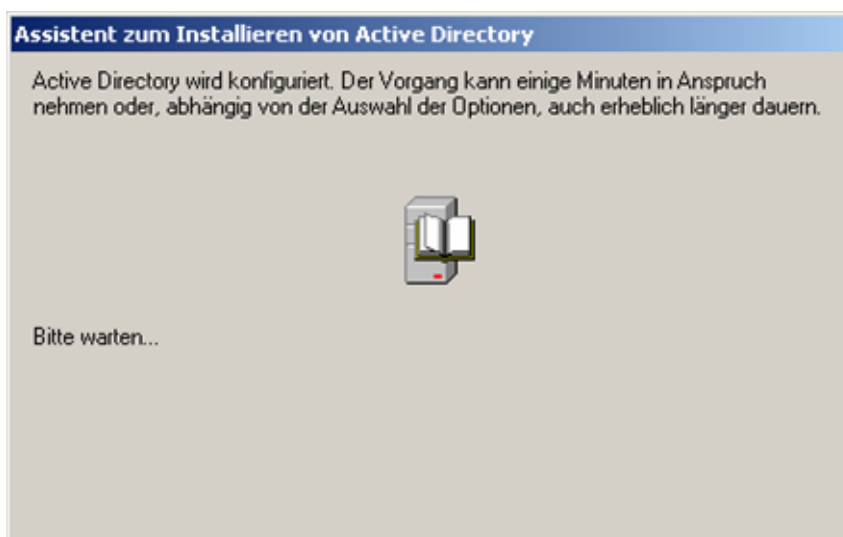 Assistent zum Installieren von Active Directory
Active Directory wird konfiguriert. Der Vorgang kann einige Minuten in Anspruch
nehmen oder, abhängig von der Auswahl der Optionen, auch erheblich länger dauern.
Bitte warten...